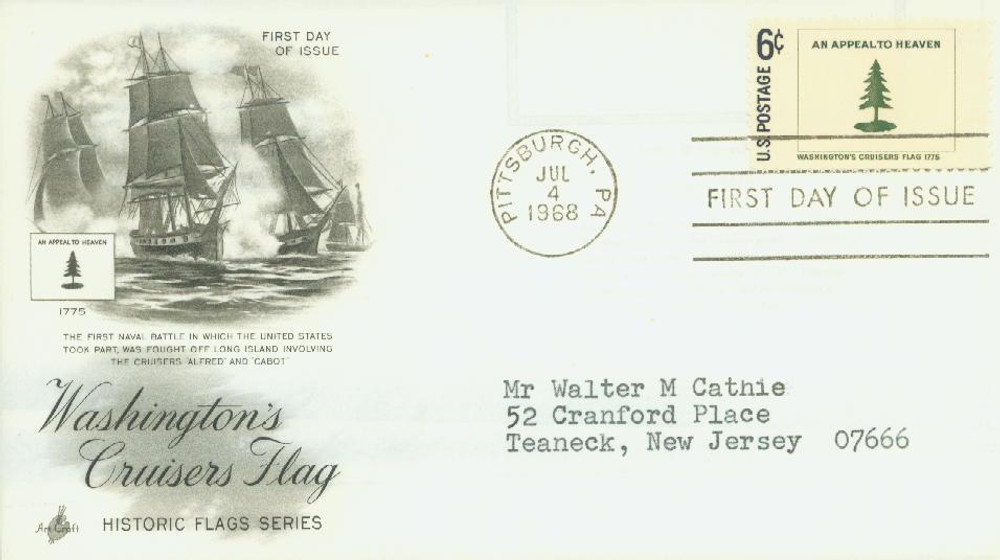 FIRST DAY
OF ISSUE
AN APPEAL TO HEAVEN
1775
THE FIRST NAVAL BATTLE IN WHICH THE UNITED STATES
TOOK PART, WAS FOUGHT OFF LONG ISLAND INVOLVING
THE CRUISERS "ALFRED" AND "CABOT"
Washington's
Cruisers Flag
Art Craft
HISTORIC FLAGS SERIES
PITTSBURGH, PA
JUL
4
1968
6¢
U.S. POSTAGE
AN APPEAL TO HEAVEN
WASHINGTON'S CRUISERS FLAG 1775
FIRST DAY OF ISSUE
Mr Walter M Cathie
52 Cranford Place
Teaneck, New Jersey 07666